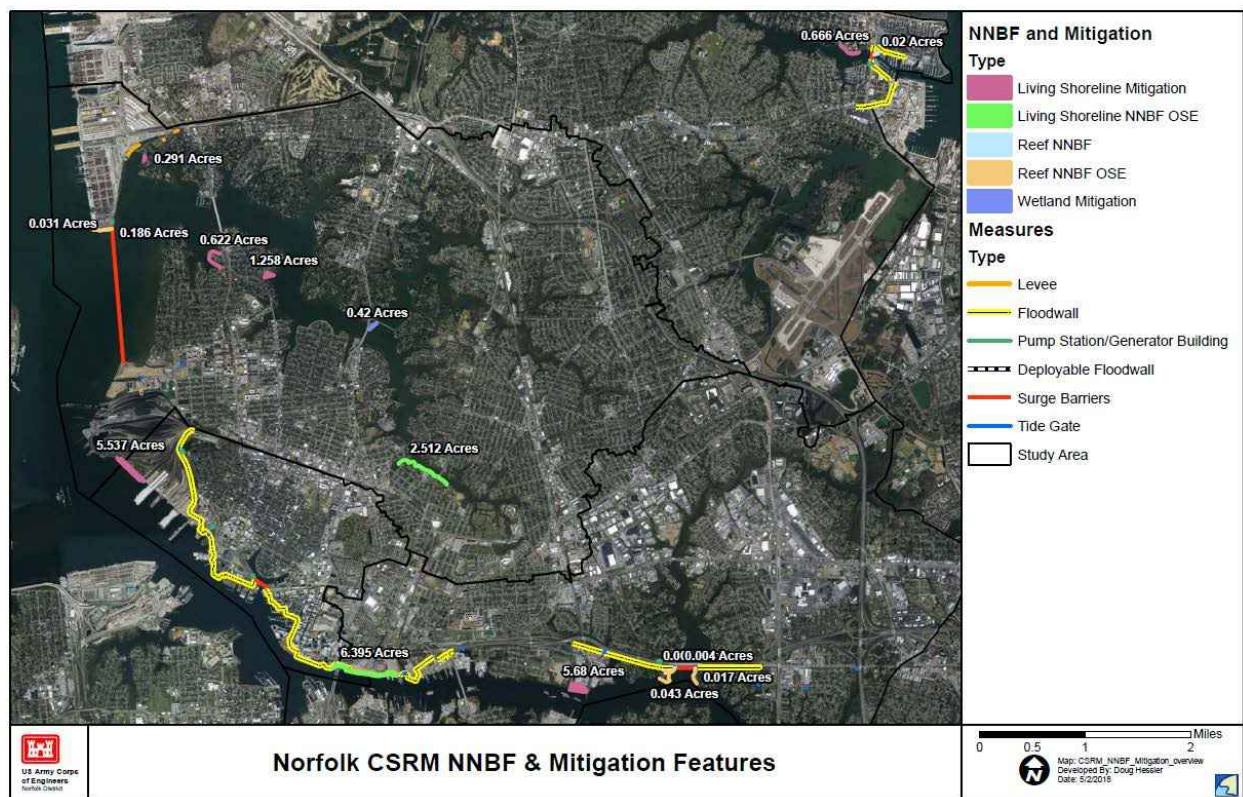 0.666 Acres
0.02 Acres
0.291 Acres
0.031 Acres
0.186 Acres
0.622 Acres
1.258 Acres
0.42 Acres
5.537 Acres
2.512 Acres
6.395 Acres
5.68 Acres
0.004 Acres
0.017 Acres
0.043 Acres
NNBF and Mitigation
Type
Living Shoreline Mitigation
Living Shoreline NNBF OSE
Reef NNBF
Reef NNBF OSE
Wetland Mitigation
Measures
Type
Levee
Floodwall
Pump Station/Generator Building
Deployable Floodwall
Surge Barriers
Tide Gate
Study Area
US Army Corps
of Engineers
Norfolk District
Norfolk CSRM NNBF & Mitigation Features
Miles
0 0.5 1 2
N
Map: CSRM_NNBF_Mitigation_overview
Developed By: Doug Hessler
Date: 5/2/2018